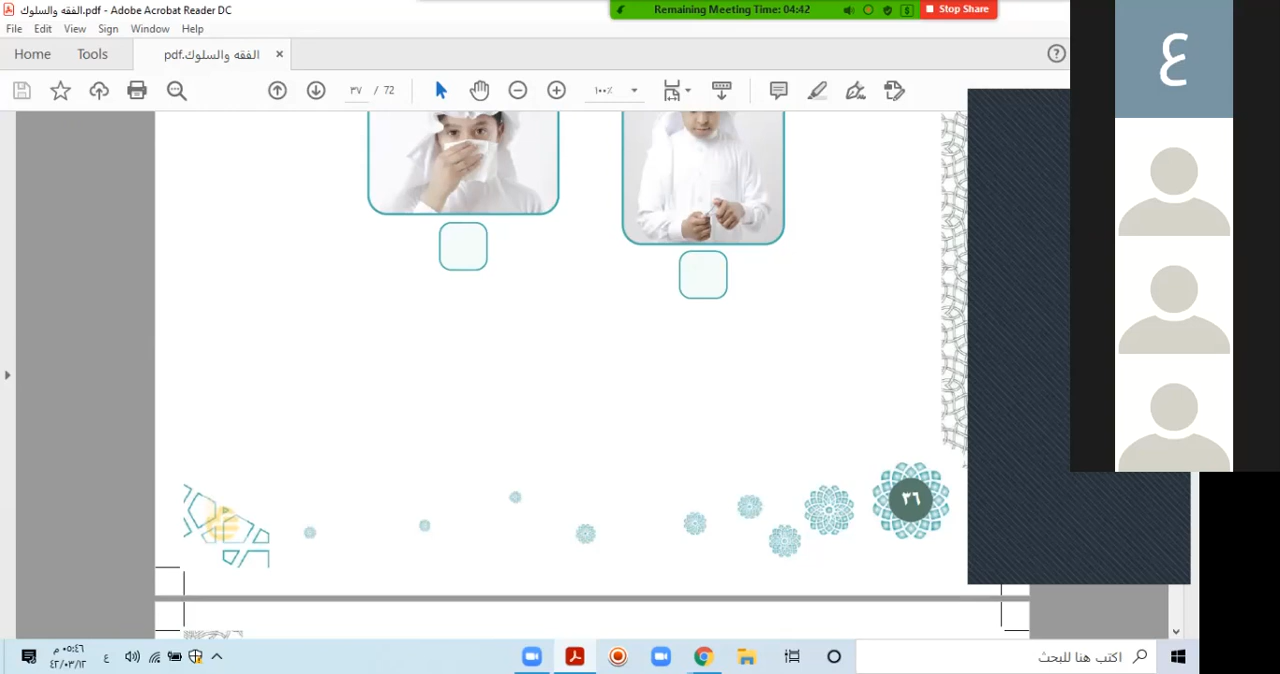 الفقه والسلوك.pdf - Adobe Acrobat Reader DC
Remaining Meeting Time: 04:42
Stop Share
File Edit View Sign Window Help
Home Tools الفقه والسلوك.pdf ×
٣٧ / 72
١٠٠٪
ع
٣٦
٠٥:٤٦ م
ع
٤٢/٠٣/١٢
اكتب هنا للبحث